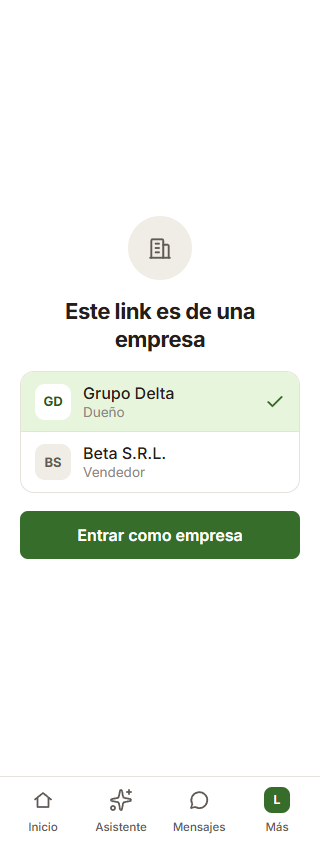 Este link es de una
empresa
GD
Grupo Delta
Dueño
BS
Beta S.R.L.
Vendedor
Entrar como empresa
L
Inicio
Asistente
Mensajes
Más